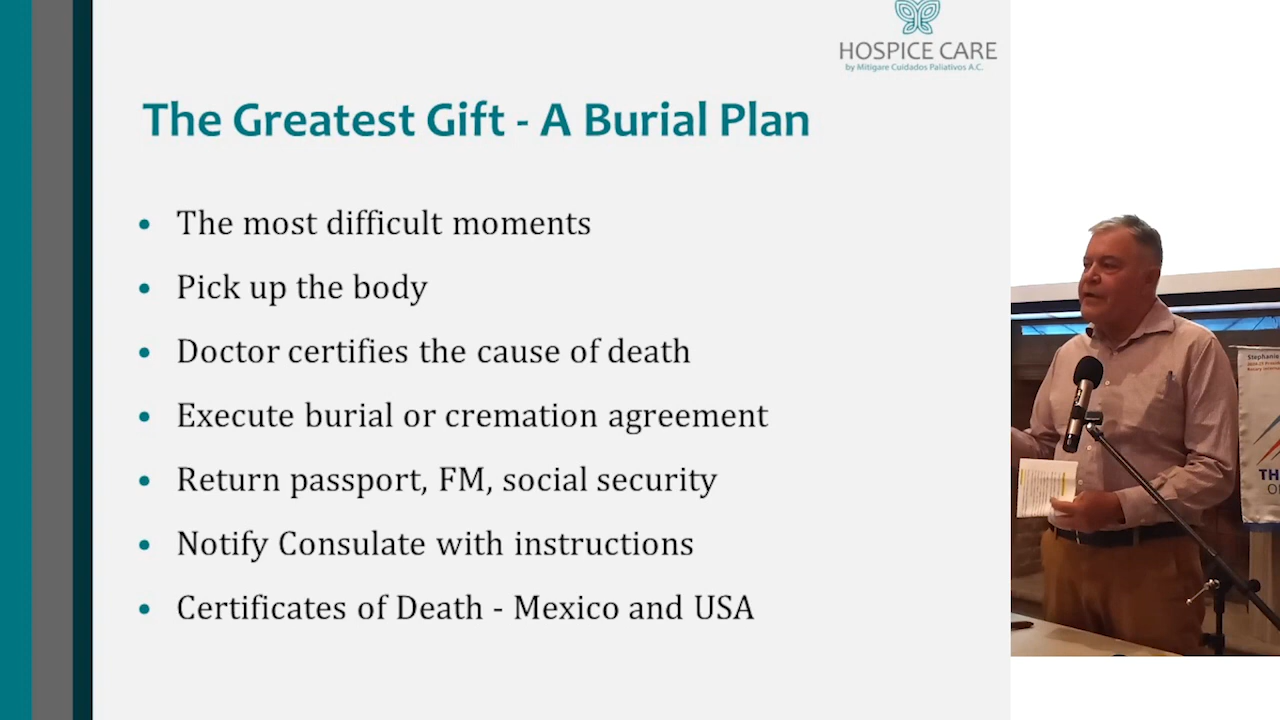 HOSPICE CARE
by Mitigare Cuidados Paliativos A.C.
The Greatest Gift - A Burial Plan
• The most difficult moments
• Pick up the body
• Doctor certifies the cause of death
• Execute burial or cremation agreement
• Return passport, FM, social security
• Notify Consulate with instructions
• Certificates of Death - Mexico and USA
Stephanie
TH